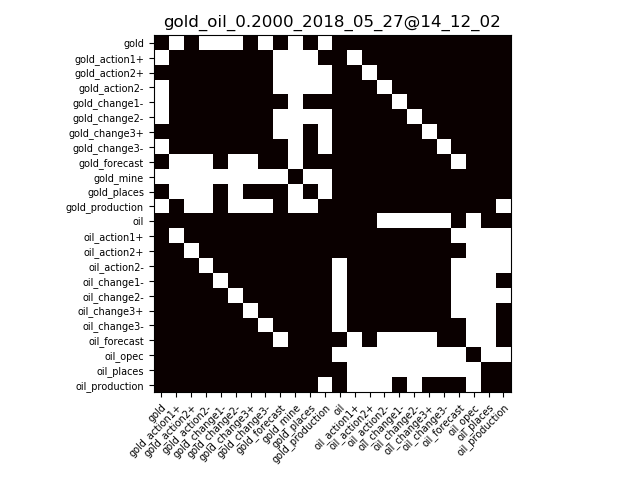 gold_oil_0.2000_2018_05_27@14_12_02
gold
gold_action1+
gold_action2+
gold_action2-
gold_change1-
gold_change2-
gold_change3+
gold_change3-
gold_forecast
gold_mine
gold_places
gold_production
oil
oil_action1+
oil_action2+
oil_action2-
oil_change1-
oil_change2-
oil_change3+
oil_change3-
oil_forecast
oil_opec
oil_places
oil_production
gold
gold_action1+
gold_action2+
gold_action2-
gold_change1-
gold_change2-
gold_change3+
gold_change3-
gold_forecast
gold_mine
gold_places
gold_production
oil
oil_action1+
oil_action2+
oil_action2-
oil_change1-
oil_change2-
oil_change3+
oil_change3-
oil_forecast
oil_opec
oil_places
oil_production